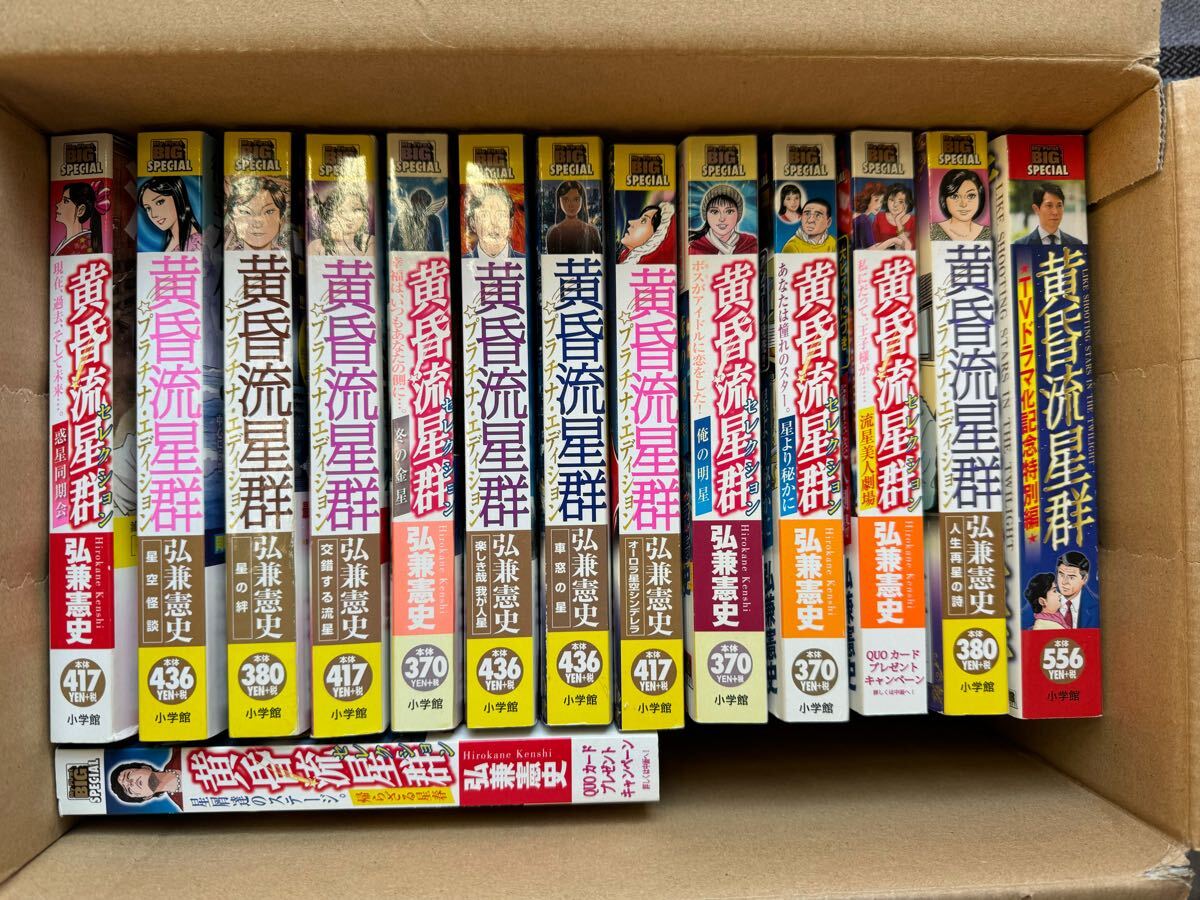 BIG SPECIAL
現在、過去、そして未来…。
黄昏流星群 セレクション
惑星同期会
弘兼憲史
Hirokane Kenshi
本体 417 YEN+税
BIG SPECIAL
黄昏流星群
☆プラチナ・エディション
星空怪談
弘兼憲史
本体 436 YEN+税
小学館
BIG SPECIAL
黄昏流星群
☆プラチナ・エディション
星の絆
弘兼憲史
本体 380 YEN+税
小学館
BIG SPECIAL
黄昏流星群
☆プラチナ・エディション
交錯する流星
弘兼憲史
本体 417 YEN+税
小学館
BIG SPECIAL
幸福は、いつもあなたの側に…。
黄昏流星群 セレクション
冬の金星
弘兼憲史
Hirokane Kenshi
本体 370 YEN+税
小学館
BIG SPECIAL
黄昏流星群
☆プラチナ・エディション
楽しき哉我が人星
弘兼憲史
本体 436 YEN+税
小学館
BIG SPECIAL
黄昏流星群
☆プラチナ・エディション
車窓の星
弘兼憲史
本体 436 YEN+税
小学館
BIG SPECIAL
黄昏流星群
☆プラチナ・エディション
オーロラ星空シンデレラ
弘兼憲史
本体 417 YEN+税
小学館
BIG SPECIAL
ボスがアイドルに恋をした!
黄昏流星群 セレクション
俺の明星
弘兼憲史
Hirokane Kenshi
本体 370 YEN+税
小学館
BIG SPECIAL
あなたは憧れのスター。
黄昏流星群 セレクション
星より秘かに
弘兼憲史
Hirokane Kenshi
本体 370 YEN+税
小学館
BIG SPECIAL
私にだって、王子様が……
黄昏流星群 セレクション
流星美人劇場
弘兼憲史
Hirokane Kenshi
QUOカード
プレゼント
キャンペーン
詳しくは中面へ!
BIG SPECIAL
黄昏流星群
☆プラチナ・エディション
人生再星の詩
弘兼憲史
本体 380 YEN+税
小学館
BIG SPECIAL
LIKE SHOOTING STARS IN THE TWILIGHT
黄昏流星群
★TVドラマ化記念特別編★
本体 556 YEN+税
小学館
BIG SPECIAL
黄昏流星群 セレクション
星屑達のステージ。
帰らざる星春
Hirokane Kenshi
弘兼憲史
QUOカード
プレゼント
キャンペーン
詳しくは中面へ!